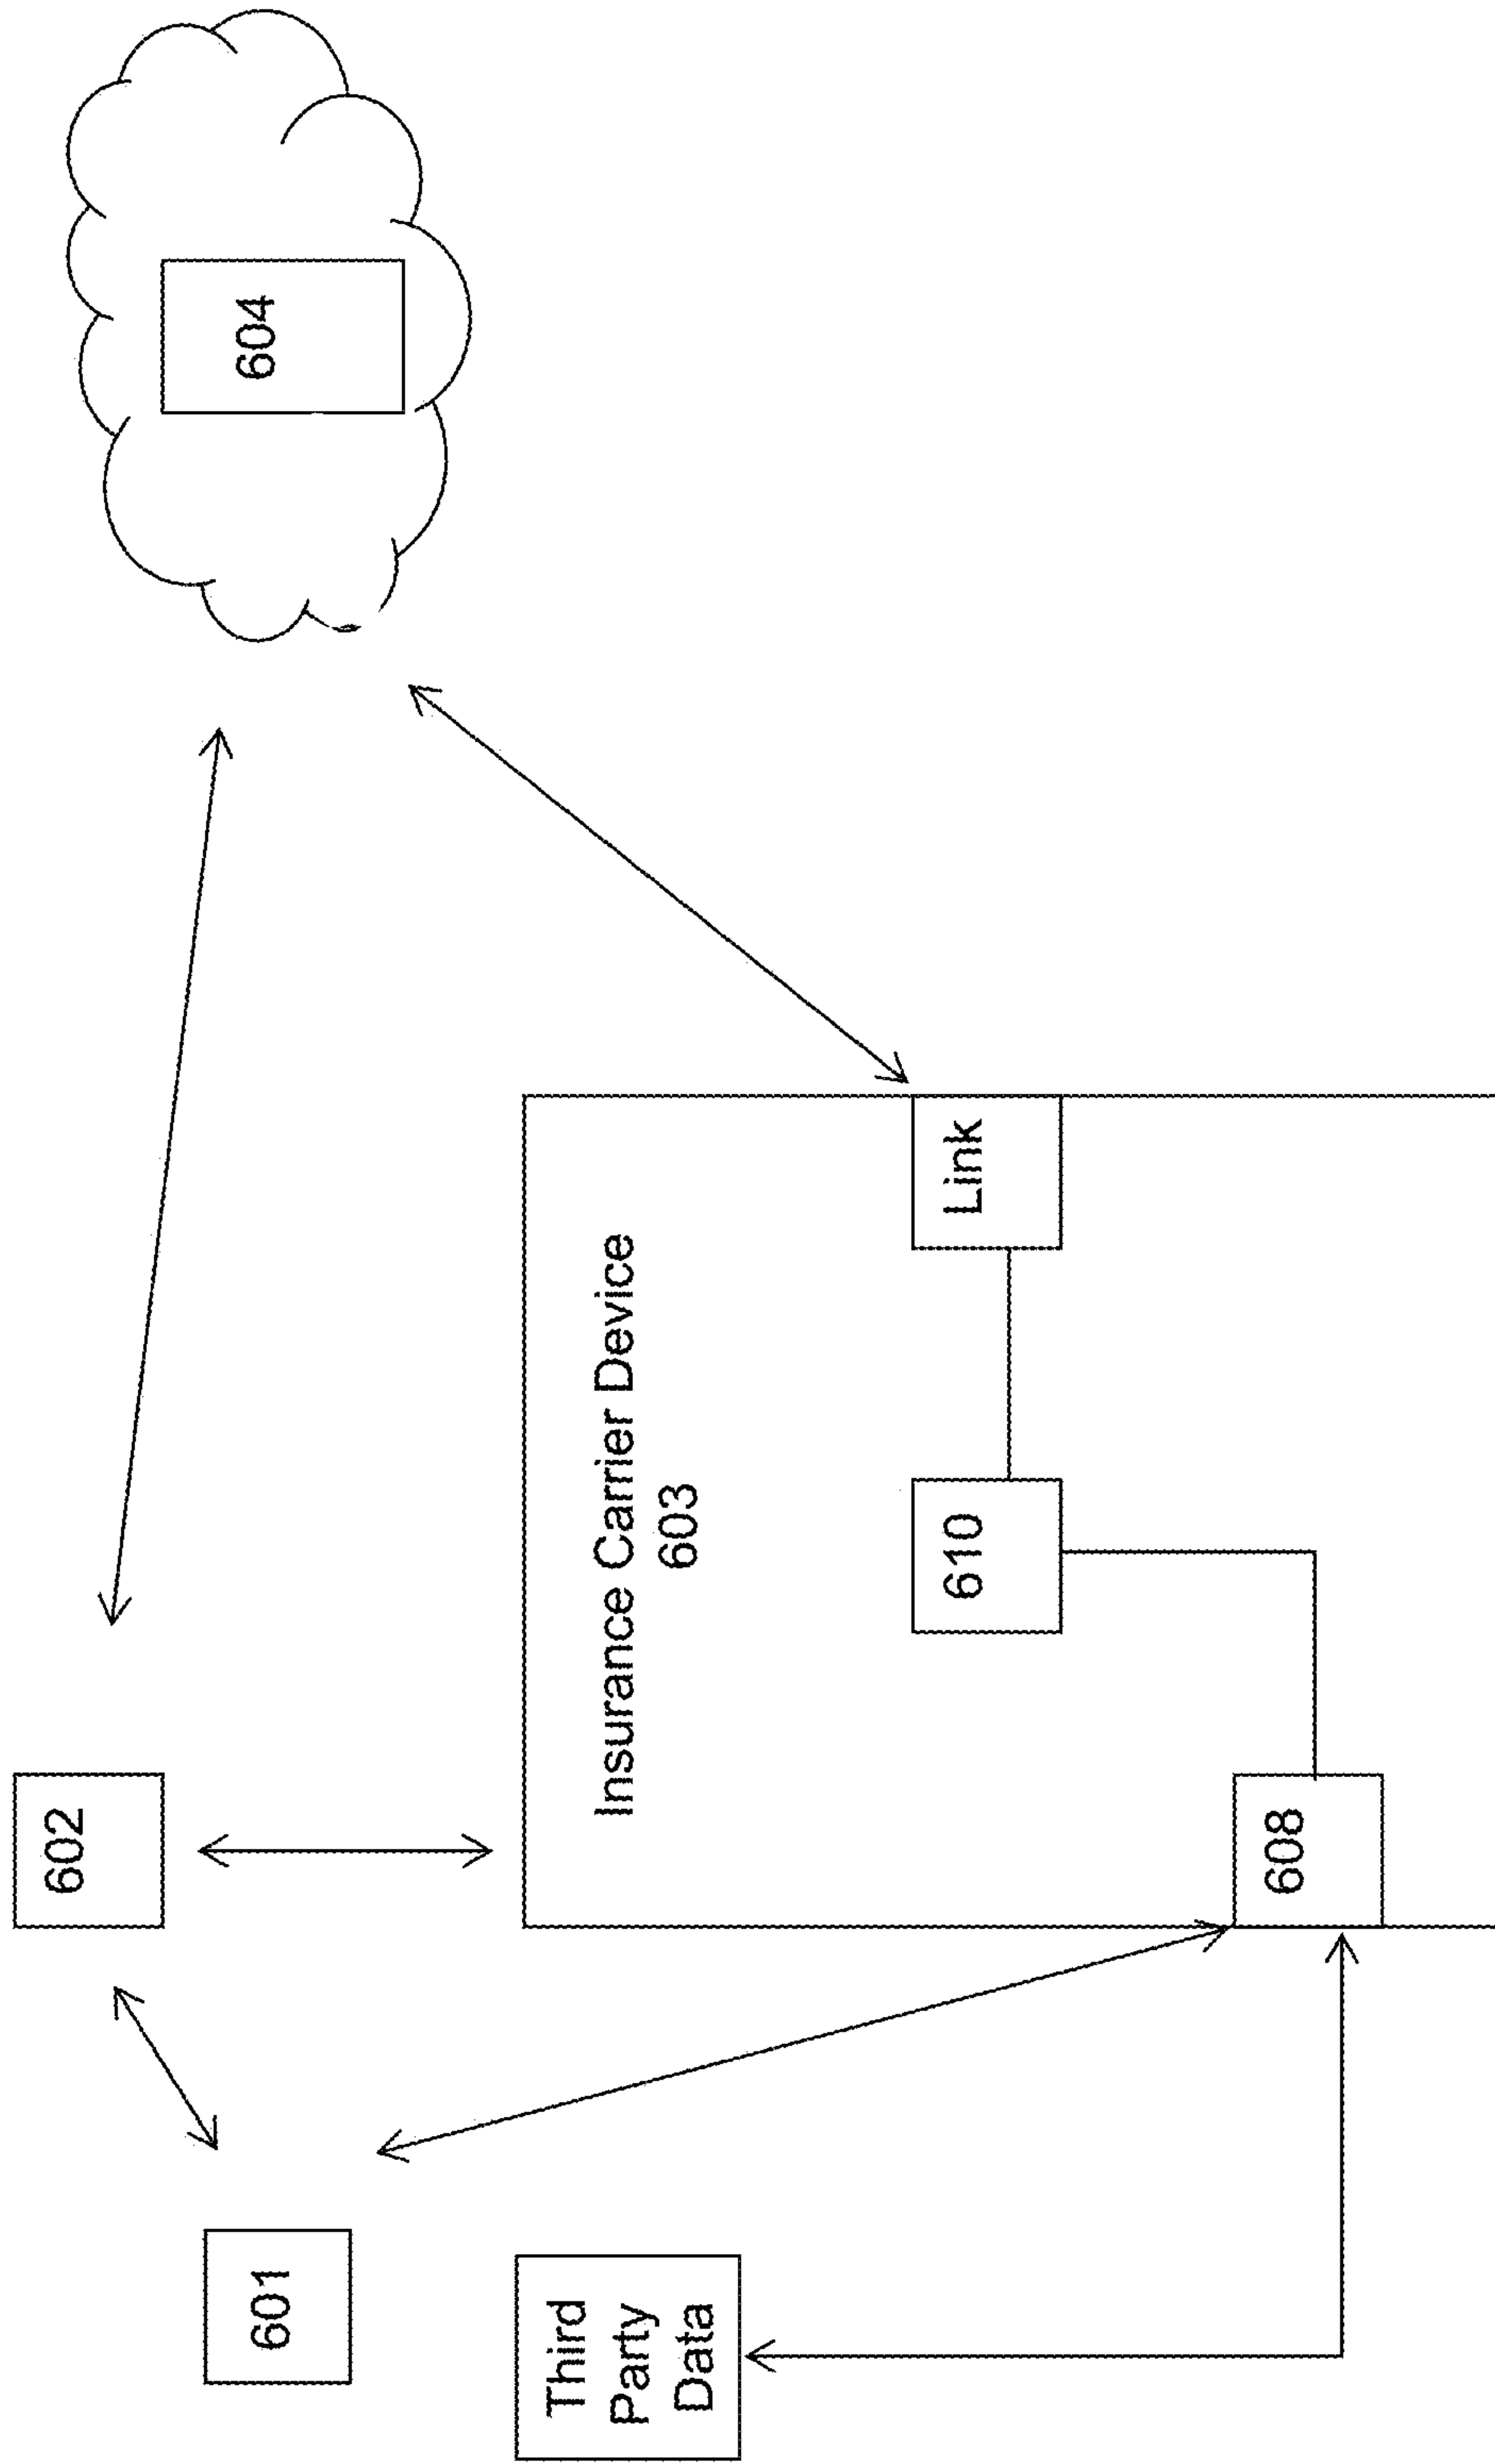 602
604
601
Insurance Carrier Device
603
Third
Party
Data
610
Link
608